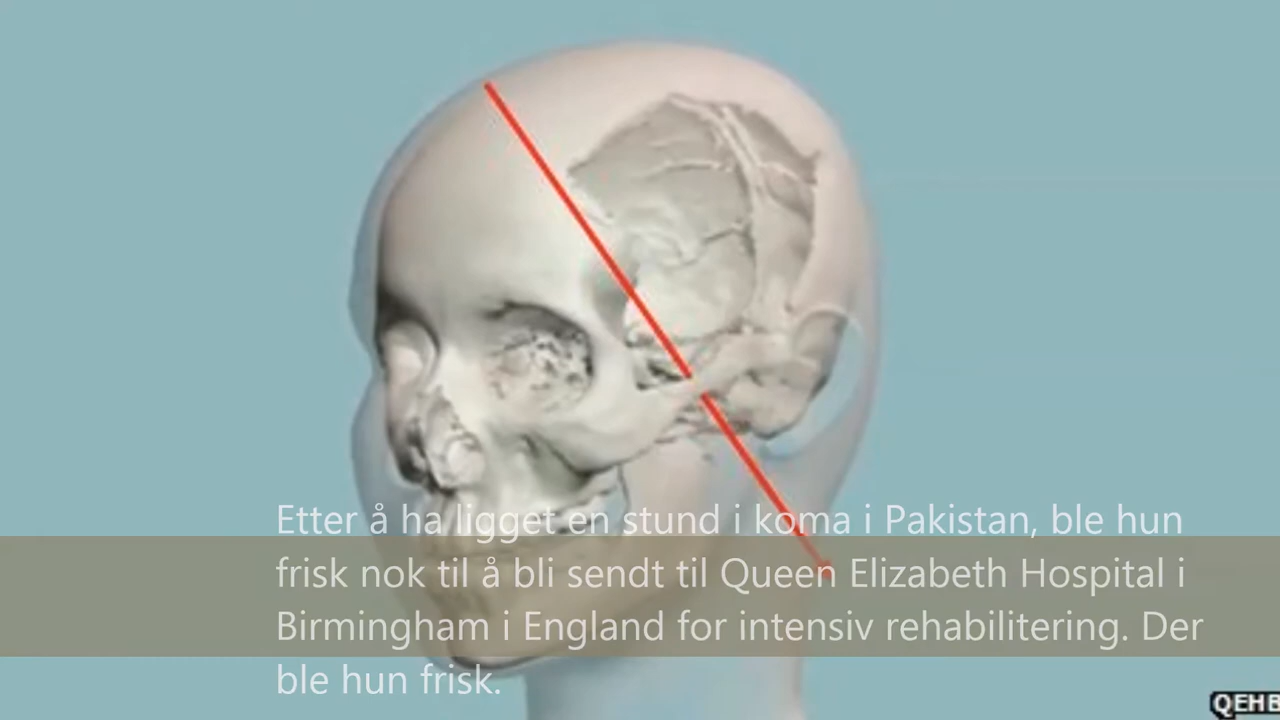 Etter å ha ligget en stund i koma i Pakistan, ble hun
frisk nok til å bli sendt til Queen Elizabeth Hospital i
Birmingham i England for intensiv rehabilitering. Der
ble hun frisk.
QEHB